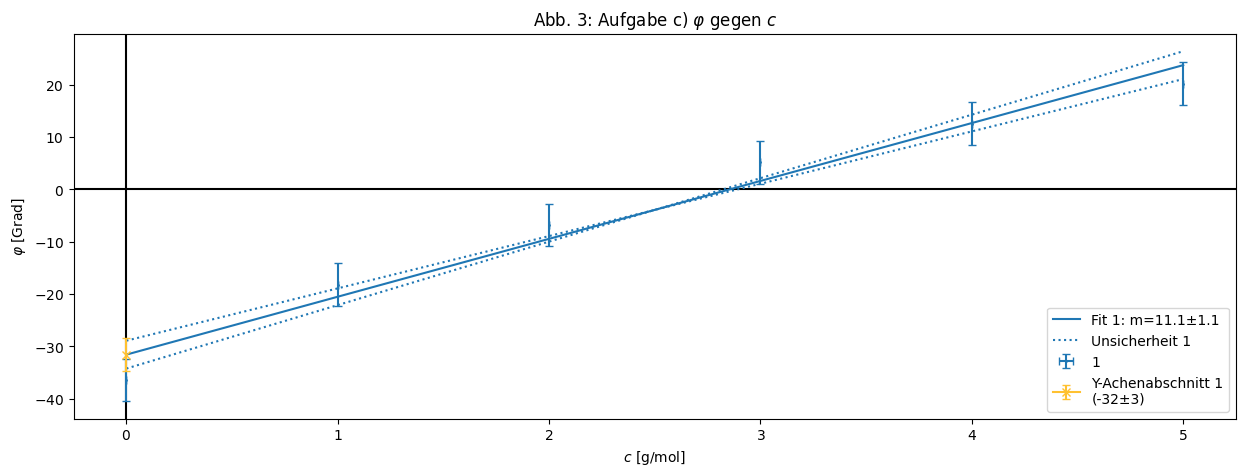 Abb. 3: Aufgabe c) φ gegen c
φ [Grad]
20
10
0
−10
−20
−30
−40
0 1 2 3 4 5
c [g/mol]
Fit 1: m=11.1±1.1
Unsicherheit 1
1
Y-Achenabschnitt 1
(-32±3)